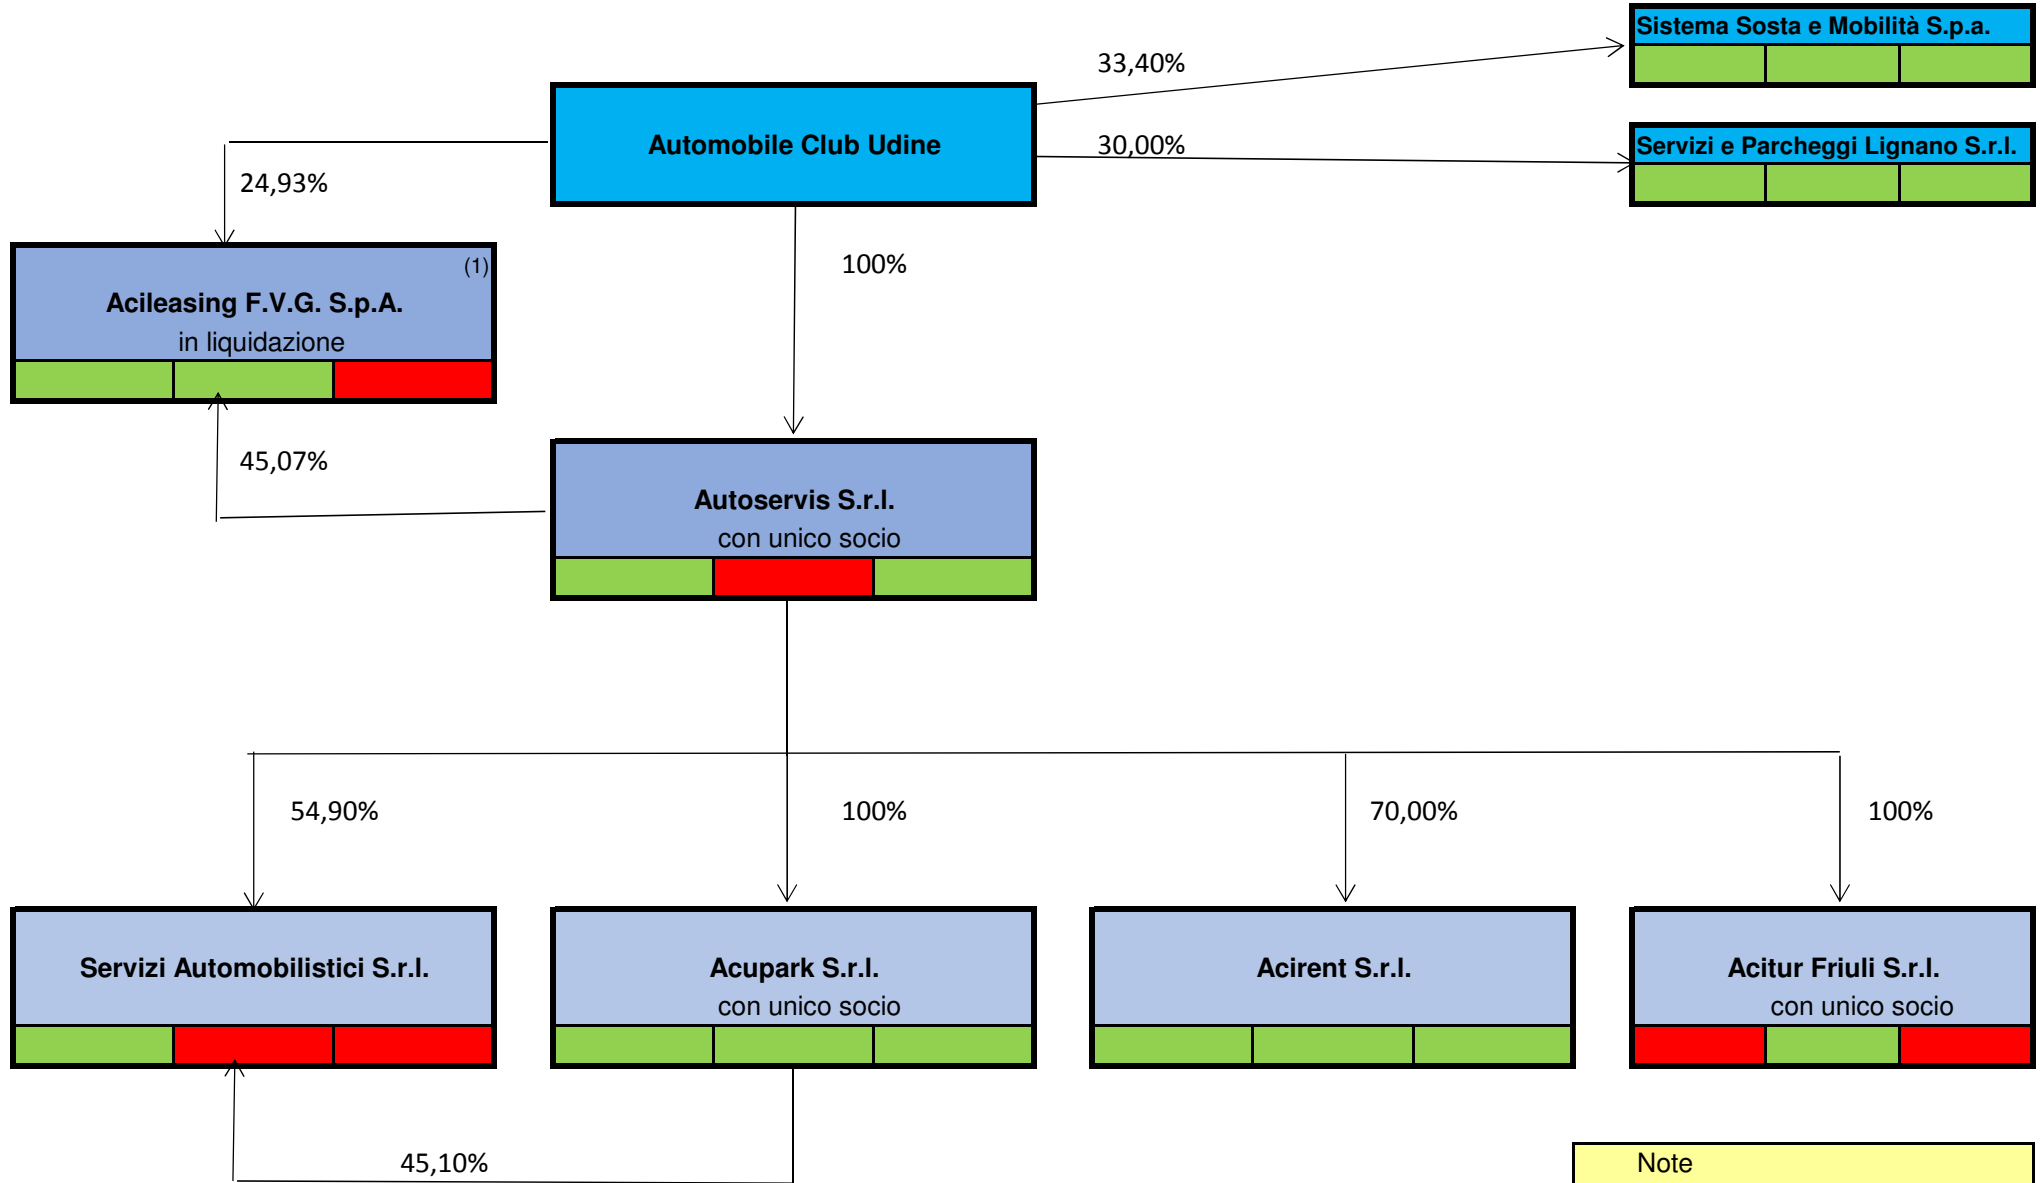 Sistema Sosta e Mobilità S.p.a.
33,40%
Automobile Club Udine
30,00%
Servizi e Parcheggi Lignano S.r.l.
24,93%
(1)
Acileasing F.V.G. S.p.A.
in liquidazione
100%
45,07%
Autoservis S.r.l.
con unico socio
54,90%
100%
70,00%
100%
Servizi Automobilistici S.r.l.
Acupark S.r.l.
con unico socio
Acirent S.r.l.
Acitur Friuli S.r.l.
con unico socio
45,10%
Note